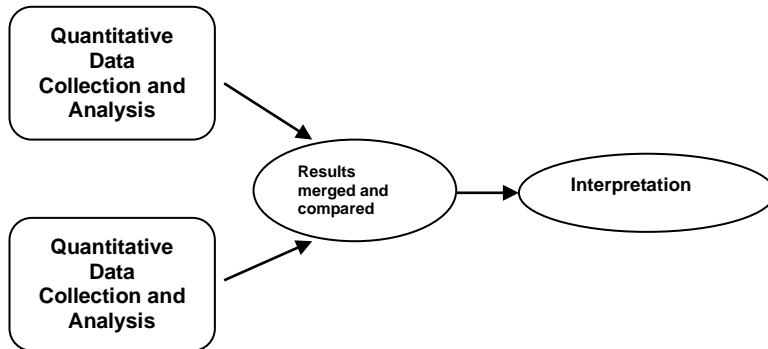 Quantitative
Data
Collection and
Analysis
Results
merged and
compared
Interpretation
Quantitative
Data
Collection and
Analysis